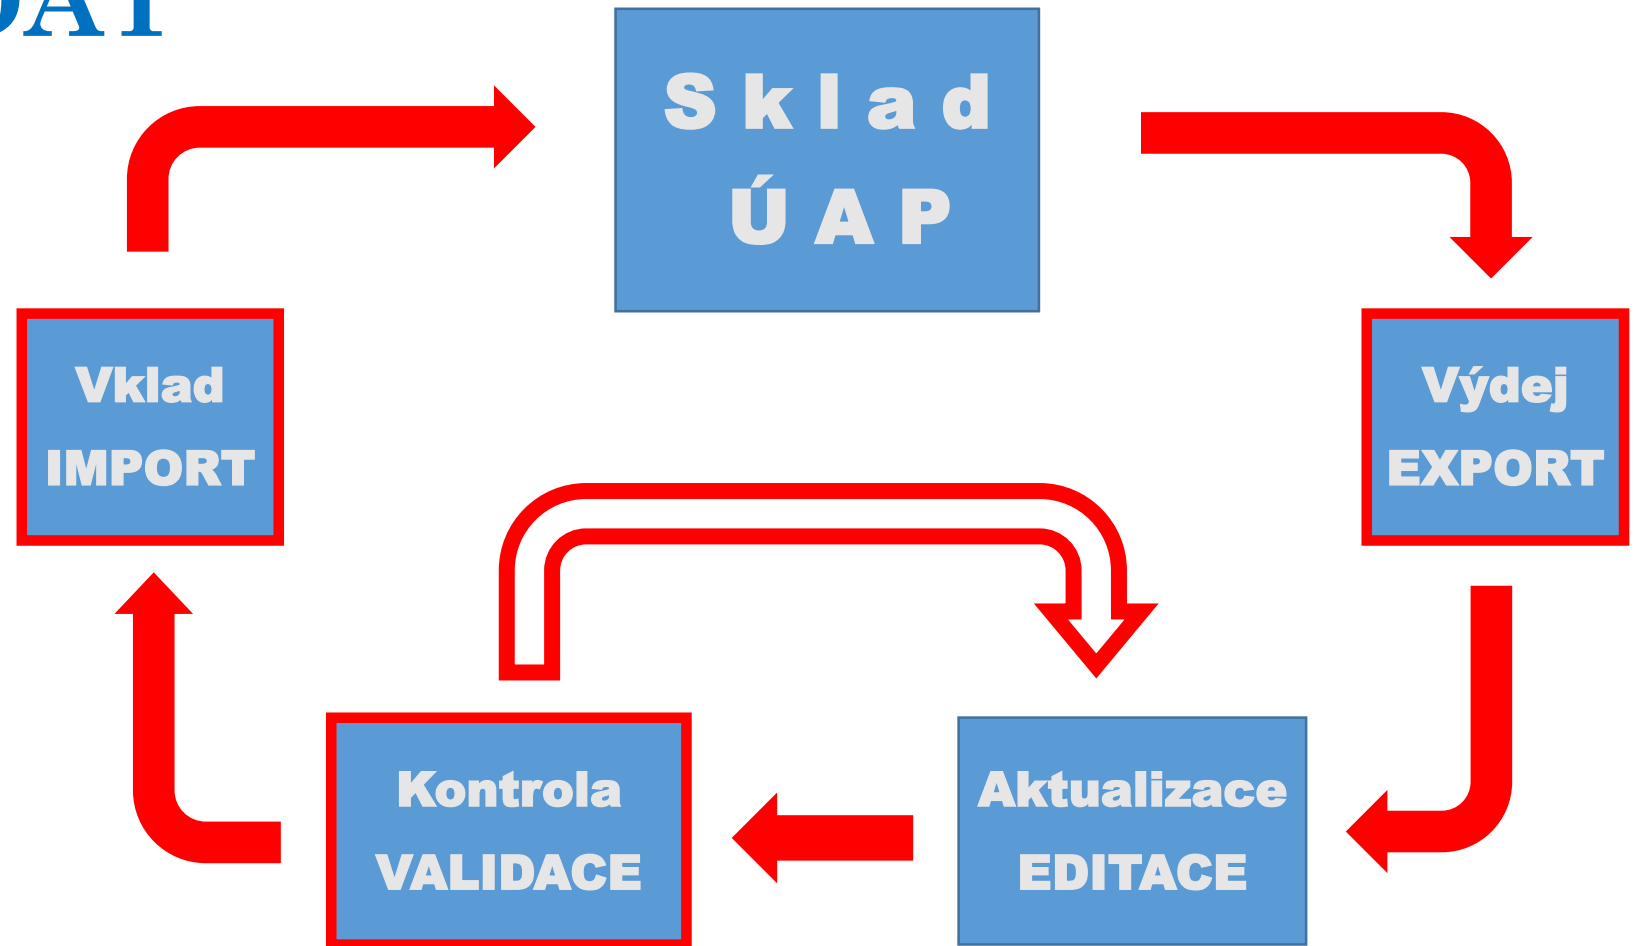 S k l a d
Ú A P
Vklad
IMPORT
Výdej
EXPORT
Kontrola
VALIDACE
Aktualizace
EDITACE